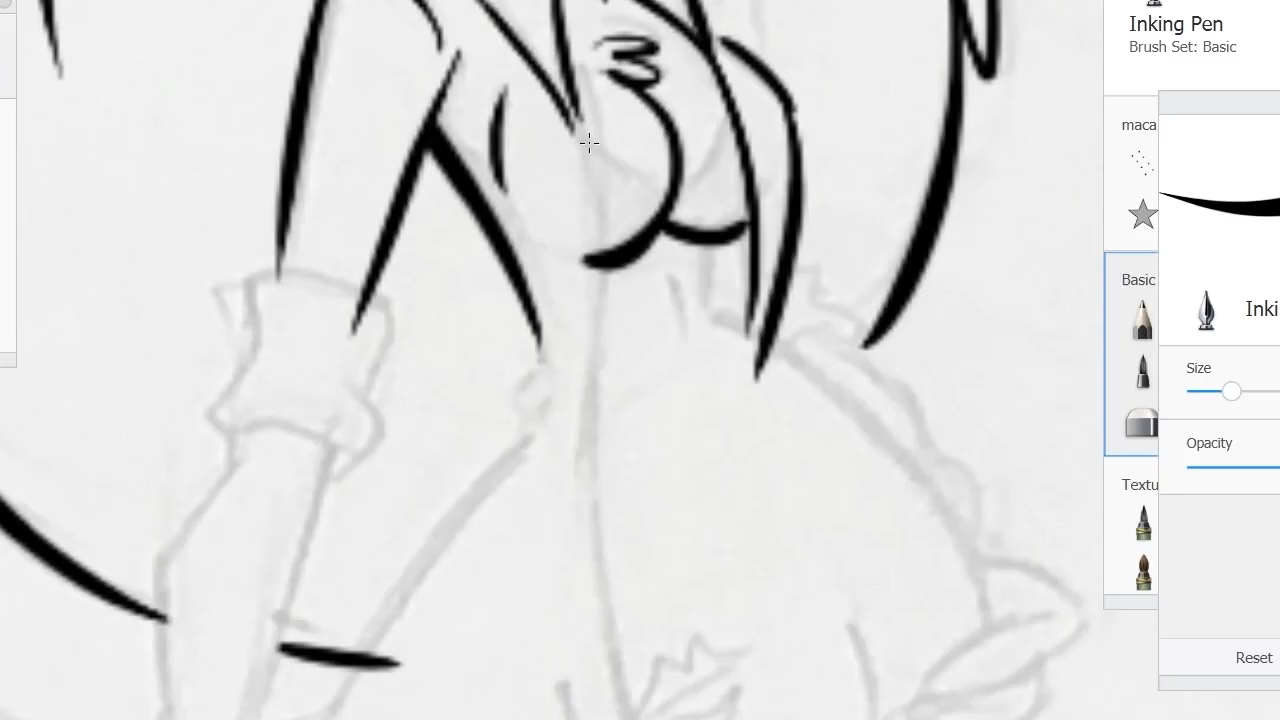 Inking Pen
Brush Set: Basic
maca
Basic
Inki
Size
Opacity
Textu
Reset